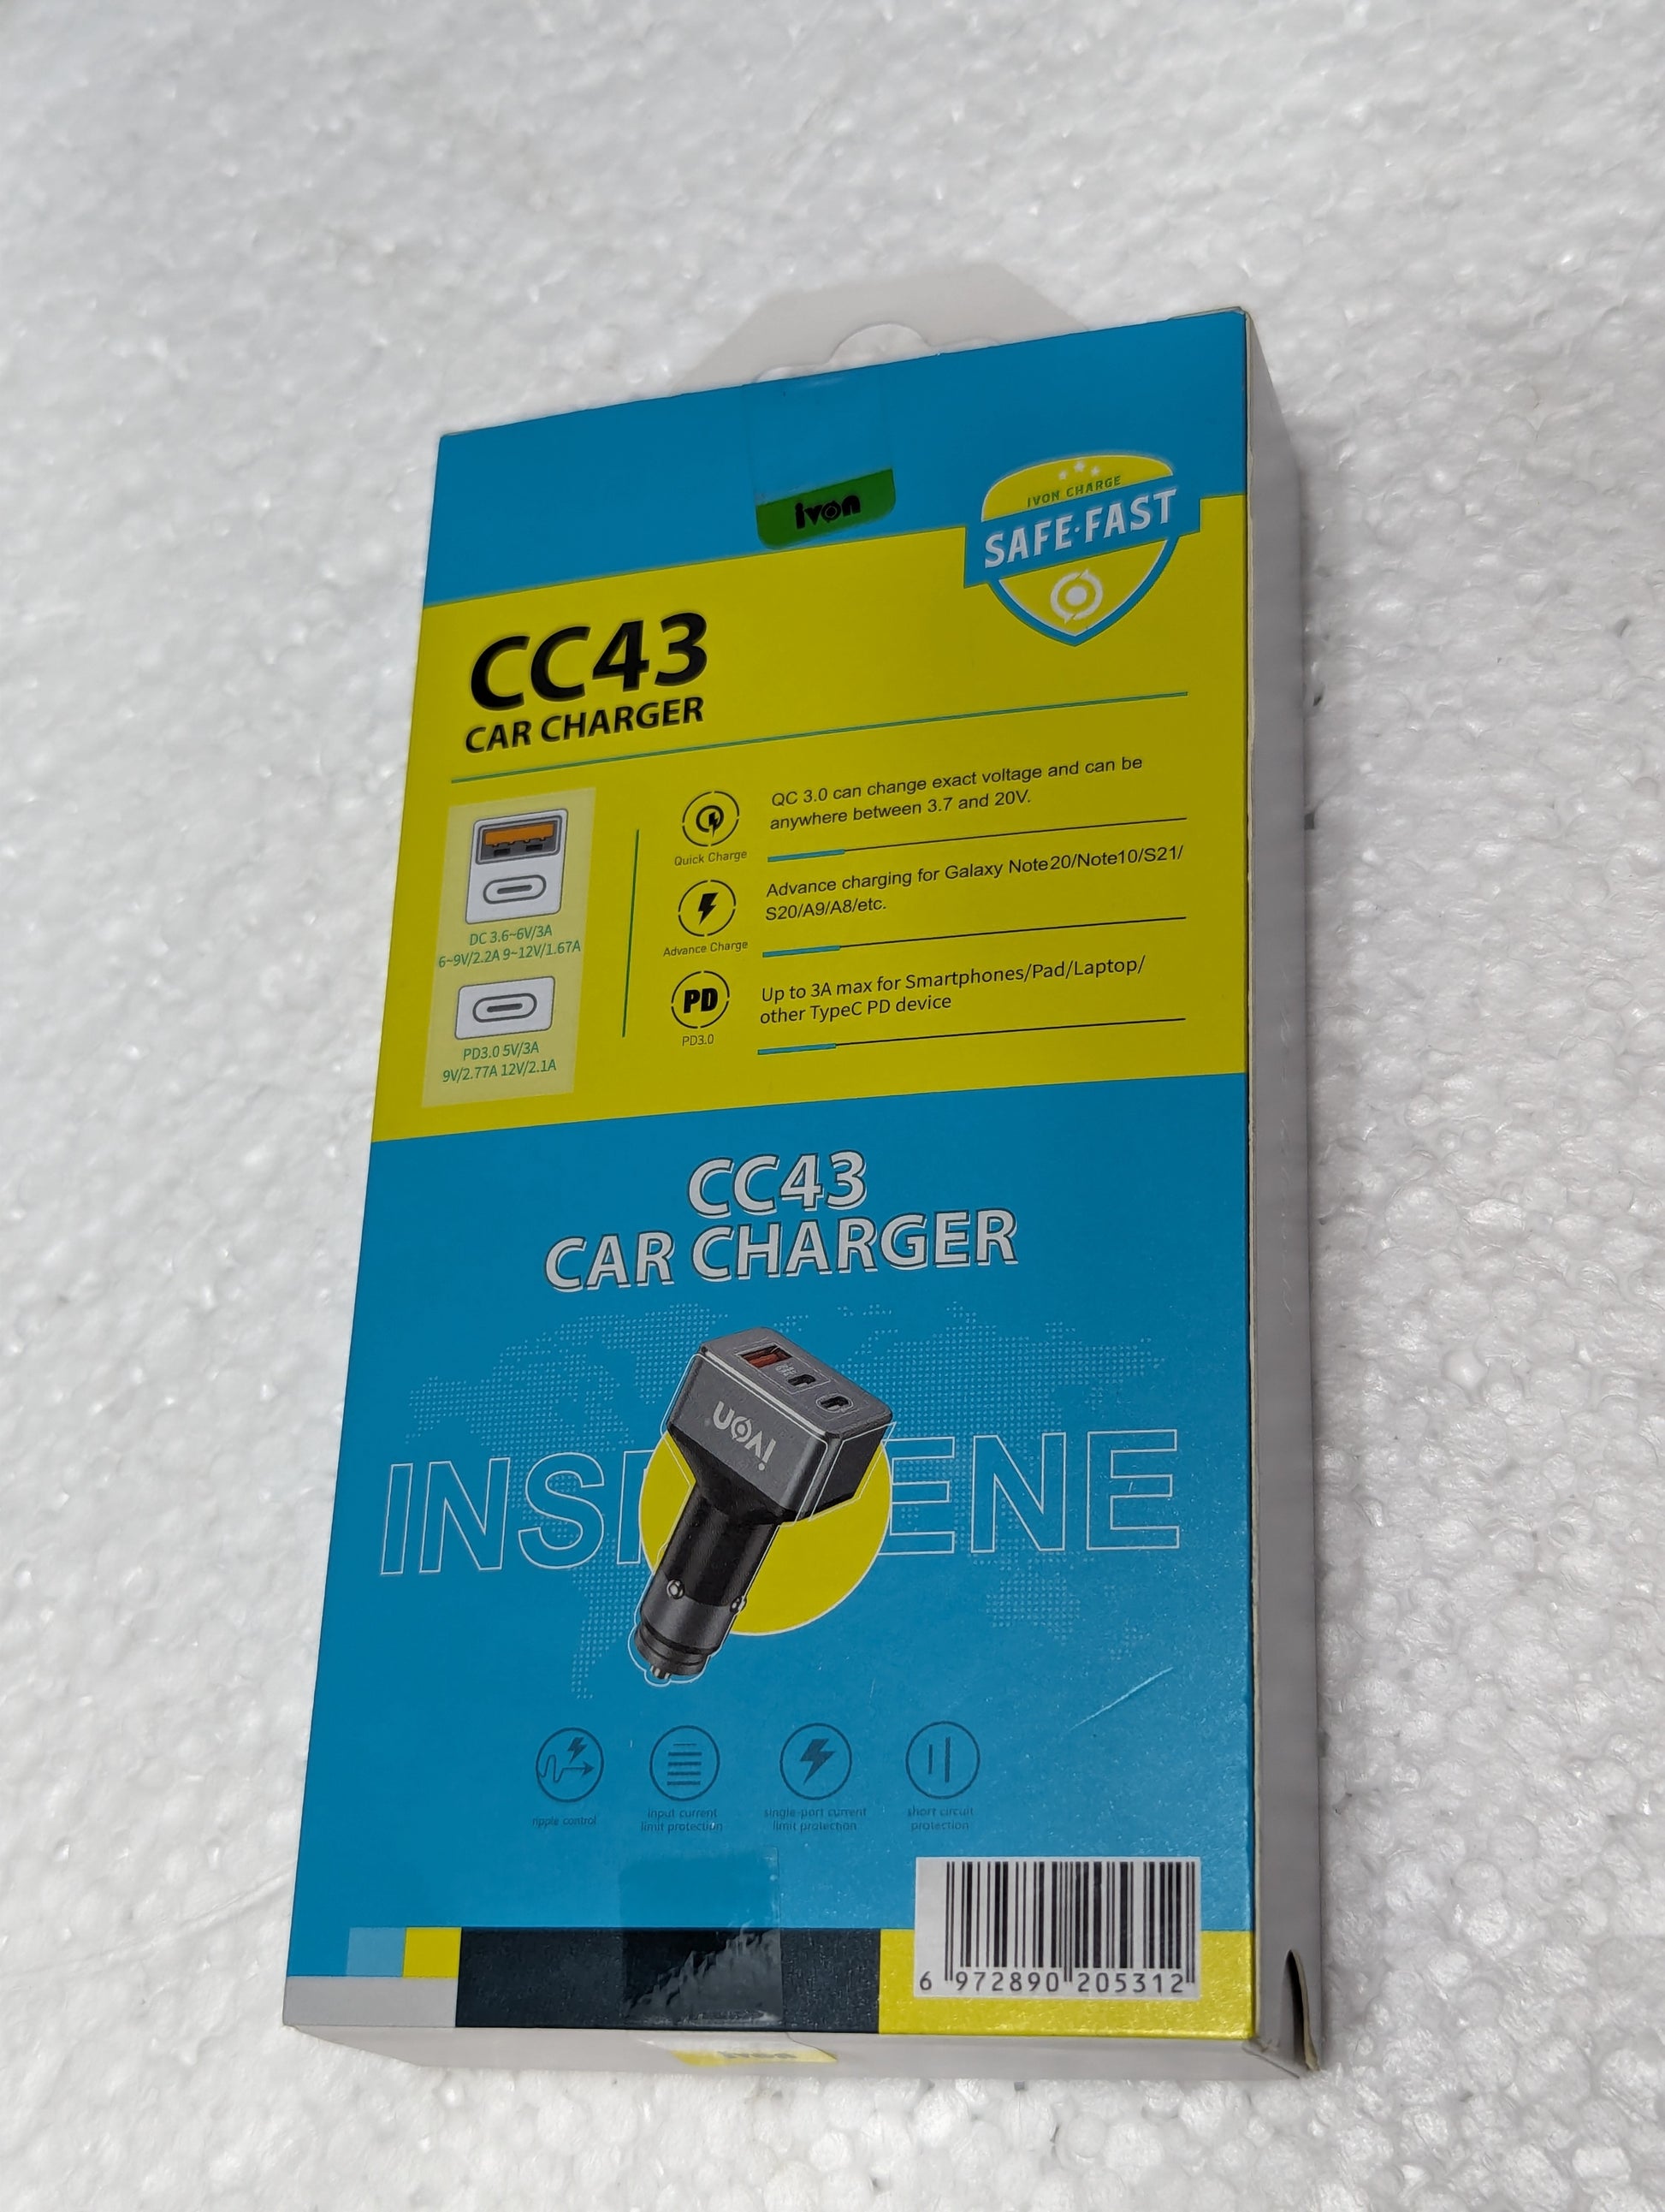 ivon
IVON CHARGE
SAFE·FAST
CC43
CAR CHARGER
DC 3.6~6V/3A
6~9V/2.2A 9~12V/1.67A
PD3.0 5V/3A
9V/2.77A 12V/2.1A
Quick Charge
QC 3.0 can change exact voltage and can be
anywhere between 3.7 and 20V.
Advance Charge
Advance charging for Galaxy Note20/Note10/S21/
S20/A9/A8/etc.
PD
PD3.0
Up to 3A max for Smartphones/Pad/Laptop/
other TypeC PD device
CC43
CAR CHARGER
ivon
ripple control
input current
limit protection
single-port current
limit protection
short circuit
protection
6 972890 205312
ivon